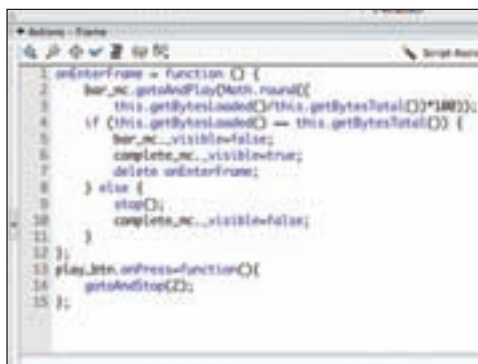 Actions - Frame
Script Assist
1 onEnterFrame = function () {
2 bar_mc.gotoAndPlay(Math.round((
3 this.getBytesLoaded()/this.getBytesTotal())*100));
4 if (this.getBytesLoaded() == this.getBytesTotal()) {
5 bar_mc._visible=false;
6 complete_mc._visible=true;
7 delete onEnterFrame;
8 } else {
9 stop();
10 complete_mc._visible=false;
11 }
12 };
13 play_btn.onPress=function(){
14 gotoAndStop(2);
15 };